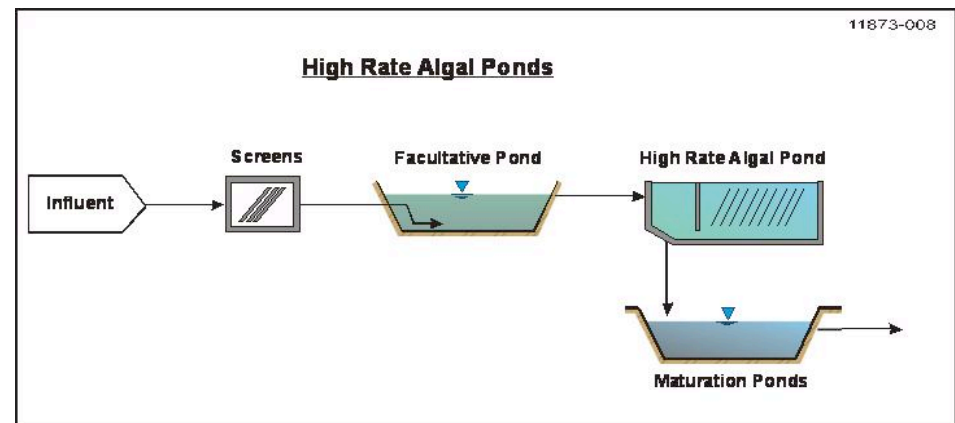 11873-008
High Rate Algal Ponds
Screens
Facultative Pond
High Rate Algal Pond
Influent
Maturation Ponds